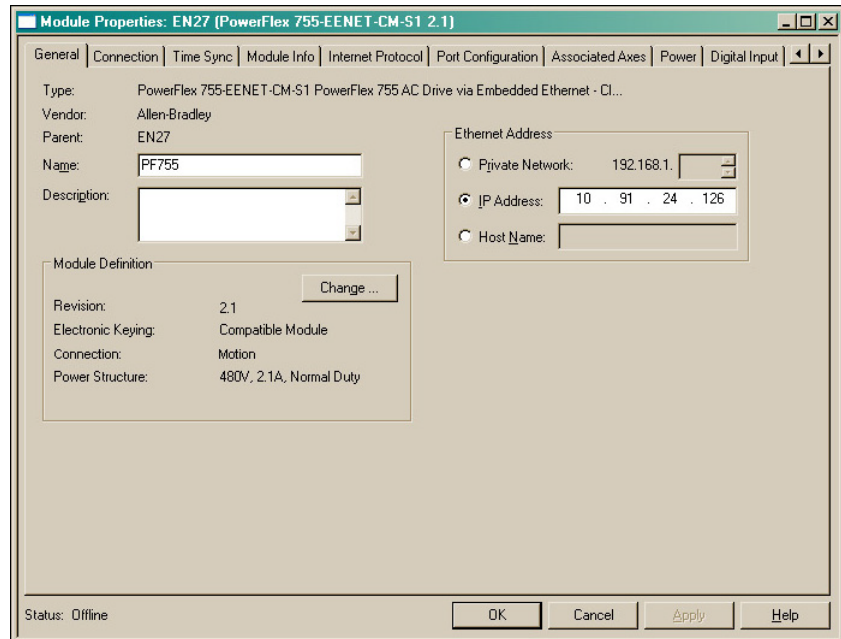 Module Properties: EN27 (PowerFlex 755-EENET-CM-S1 2.1)
General Connection Time Sync Module Info Internet Protocol Port Configuration Associated Axes Power Digital Input
Type: PowerFlex 755-EENET-CM-S1 PowerFlex 755 AC Drive via Embedded Ethernet - CI...
Vendor: Allen-Bradley
Parent: EN27
Name: PF755
Description:
Ethernet Address
Private Network: 192.168.1.
IP Address: 10 . 91 . 24 . 126
Host Name:
Module Definition
Change ...
Revision: 2.1
Electronic Keying: Compatible Module
Connection: Motion
Power Structure: 480V, 2.1A, Normal Duty
Status: Offline
OK Cancel Apply Help